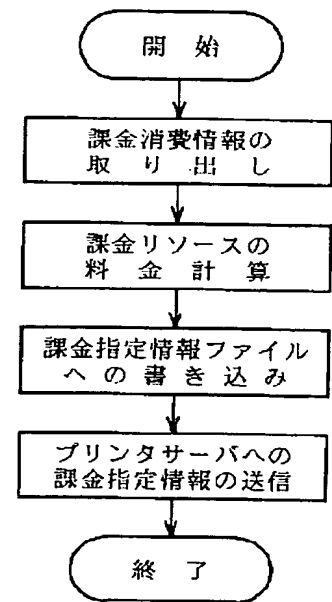 開始
課金消費情報の
取り出し
課金リソースの
料金計算
課金指定情報ファイル
への書き込み
プリンタサーバへの
課金指定情報の送信
終了